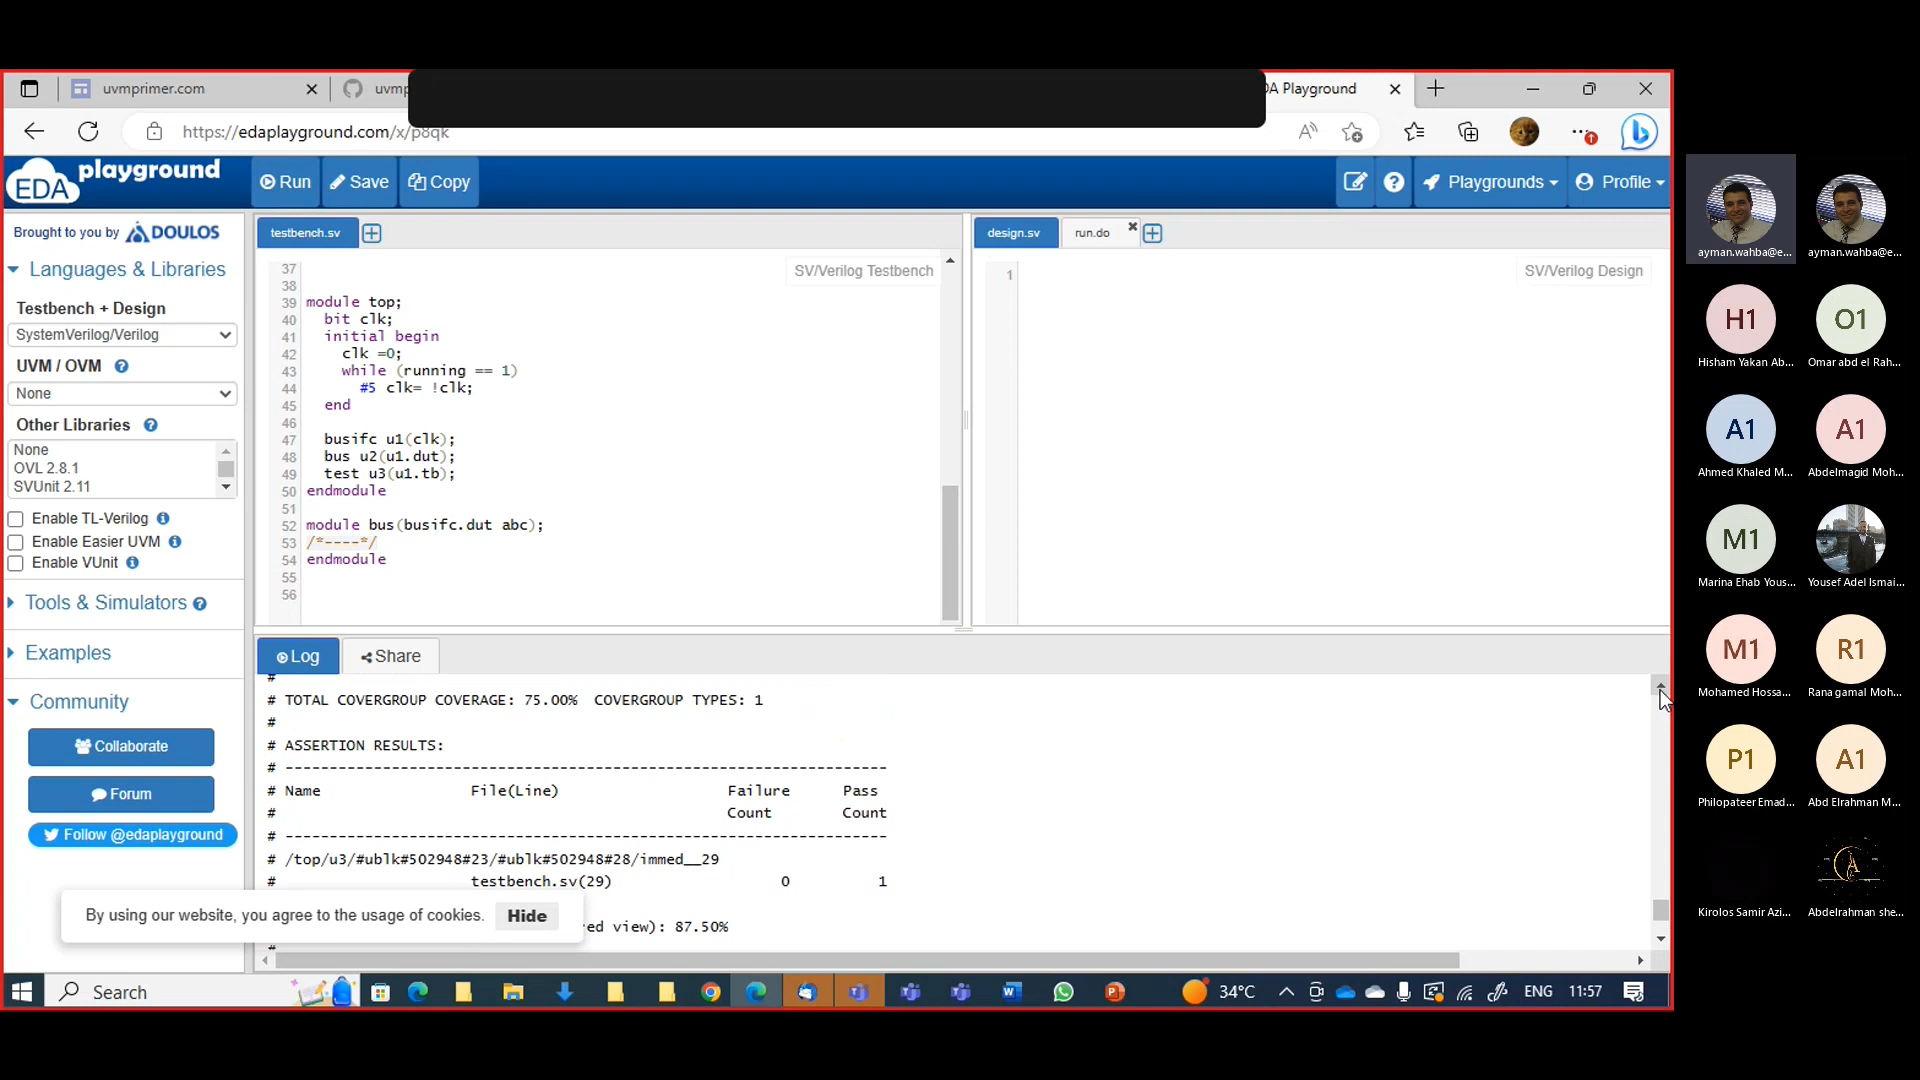 uvmprimer.com
uvmp
DA Playground
https://edaplayground.com/x/p8qk
EDA playground
Run
Save
Copy
Playgrounds
Profile
Brought to you by DOULOS
Languages & Libraries
Testbench + Design
SystemVerilog/Verilog
UVM / OVM
None
Other Libraries
None
OVL 2.8.1
SVUnit 2.11
Enable TL-Verilog
Enable Easier UVM
Enable VUnit
Tools & Simulators
Examples
Community
Collaborate
Forum
Follow @edaplayground
testbench.sv
SV/Verilog Testbench
37
38
39 module top;
40 bit clk;
41 initial begin
42 clk =0;
43 while (running == 1)
44 #5 clk= !clk;
45 end
46
47 busifc u1(clk);
48 bus u2(u1.dut);
49 test u3(u1.tb);
50 endmodule
51
52 module bus(busifc.dut abc);
53 /*----*/
54 endmodule
55
56
design.sv
run.do
1
SV/Verilog Design
Log
Share
#
# TOTAL COVERGROUP COVERAGE: 75.00% COVERGROUP TYPES: 1
#
# ASSERTION RESULTS:
# ----------------------------------------------------------------------
# Name File(Line) Failure Pass
# Count Count
# ----------------------------------------------------------------------
# /top/u3/#ublk#502948#23/#ublk#502948#28/immed__29
# testbench.sv(29) 0 1
red view): 87.50%
#
By using our website, you agree to the usage of cookies.
Hide
Search
34°C
ENG
11:57
ayman.wahba@e...
ayman.wahba@e...
H1
Hisham Yakan Ab...
O1
Omar abd el Rah...
A1
Ahmed Khaled M...
A1
Abdelmagid Moh...
M1
Marina Ehab Yous...
Yousef Adel Ismai...
M1
Mohamed Hossa...
R1
Rana gamal Moh...
P1
Philopateer Emad...
A1
Abd Elrahman M...
Kirolos Samir Azi...
Abdelrahman she...